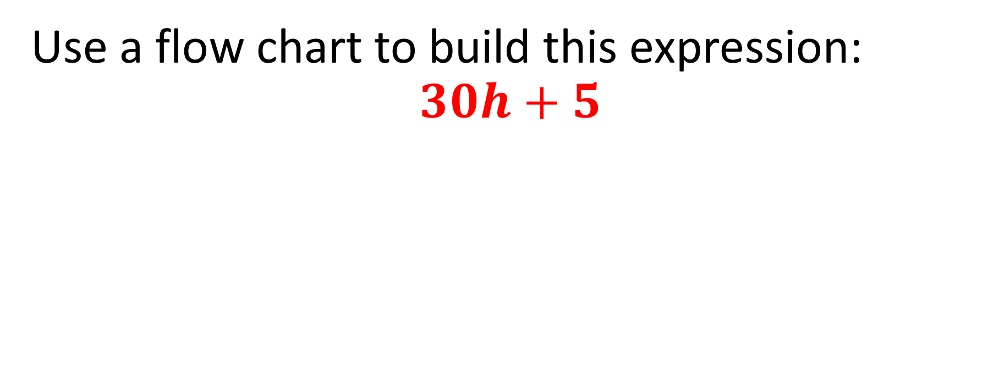 Use a flow chart to build this expression:
30h + 5